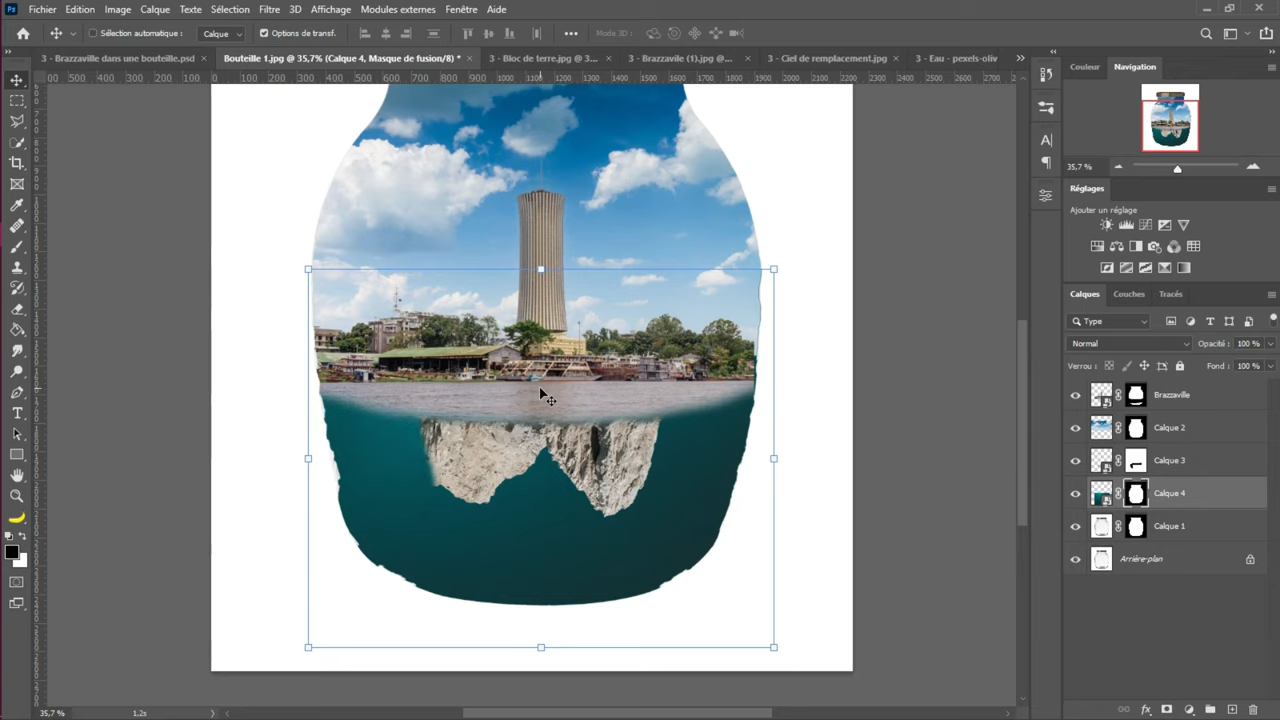 Ps Fichier Edition Image Calque Texte Sélection Filtre 3D Affichage Modules externes Fenêtre Aide
Sélection automatique : Calque Options de transf. ••• Mode 3D :
3 - Brazzaville dans une bouteille.psd × Bouteille 1.jpg @ 35,7% (Calque 4, Masque de fusion/8) * × 3 - Bloc de terre.jpg @ 3... × 3 - Brazzavile (1).jpg @... × 3 - Ciel de remplacement.jpg × 3 - Eau - pexels-oliv
Couleur Navigation
35,7%
Réglages
Ajouter un réglage
Calques Couches Tracés
Type
Normal Opacité : 100 %
Verrou : Fond : 100 %
Brazzaville
Calque 2
Calque 3
Calque 4
Calque 1
Arrière-plan
35,7% 1,2s